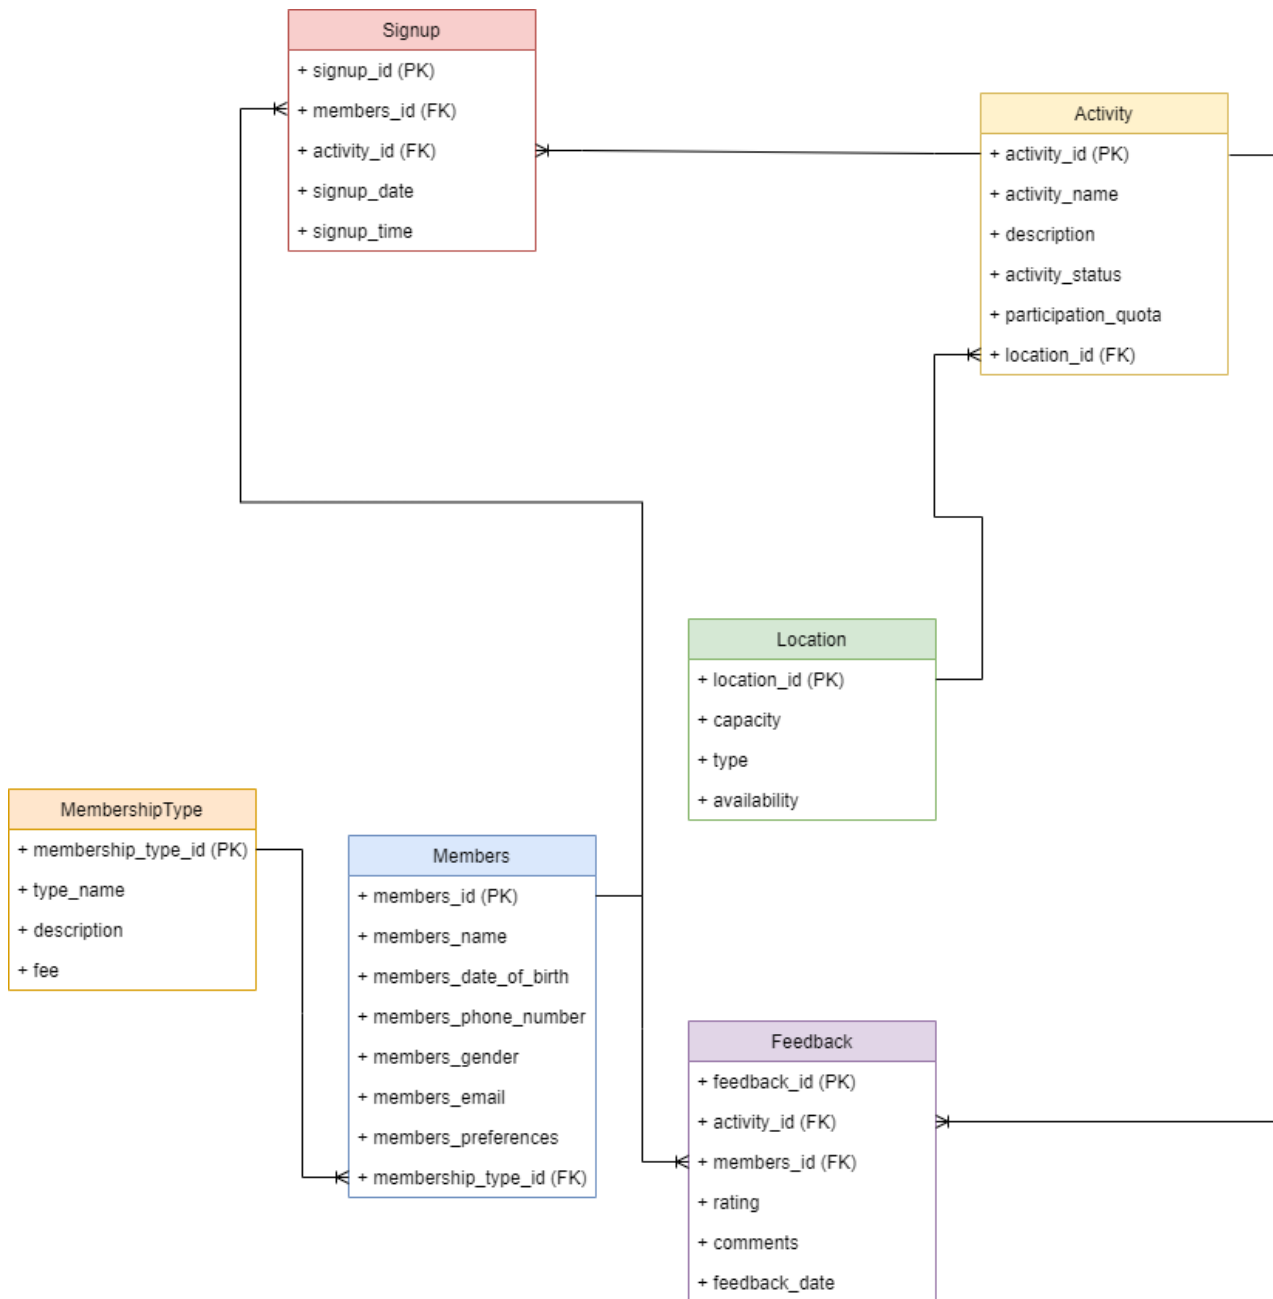 Signup
+ signup_id (PK)
+ members_id (FK)
+ activity_id (FK)
+ signup_date
+ signup_time
Activity
+ activity_id (PK)
+ activity_name
+ description
+ activity_status
+ participation_quota
+ location_id (FK)
Location
+ location_id (PK)
+ capacity
+ type
+ availability
MembershipType
+ membership_type_id (PK)
+ type_name
+ description
+ fee
Members
+ members_id (PK)
+ members_name
+ members_date_of_birth
+ members_phone_number
+ members_gender
+ members_email
+ members_preferences
+ membership_type_id (FK)
Feedback
+ feedback_id (PK)
+ activity_id (FK)
+ members_id (FK)
+ rating
+ comments
+ feedback_date